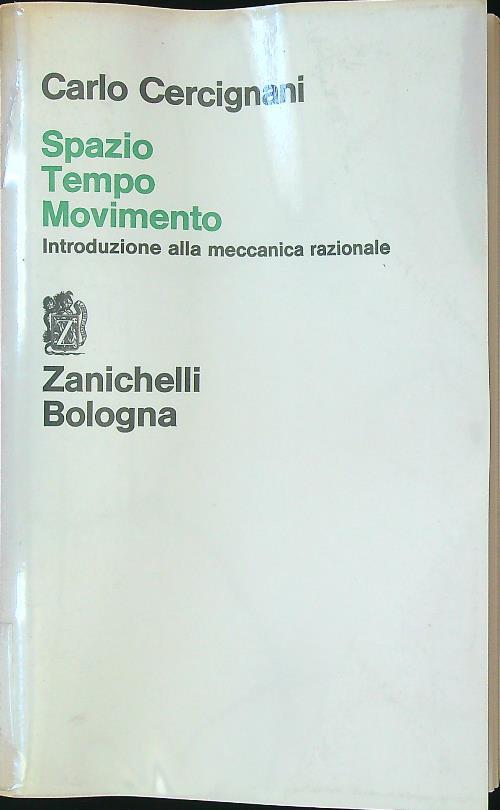 Carlo Cercignani
Spazio
Tempo
Movimento
Introduzione alla meccanica razionale
Z
Zanichelli
Bologna